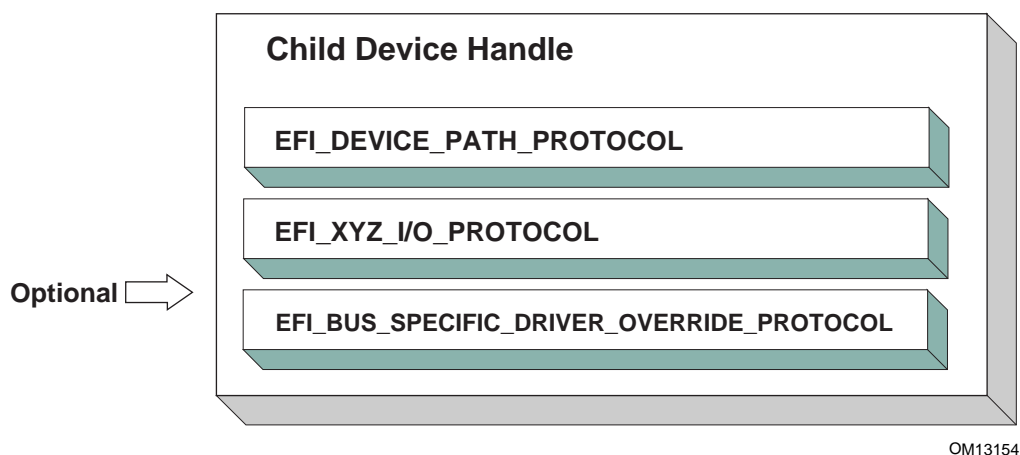 Child Device Handle
EFI_DEVICE_PATH_PROTOCOL
EFI_XYZ_I/O_PROTOCOL
Optional
EFI_BUS_SPECIFIC_DRIVER_OVERRIDE_PROTOCOL
OM13154